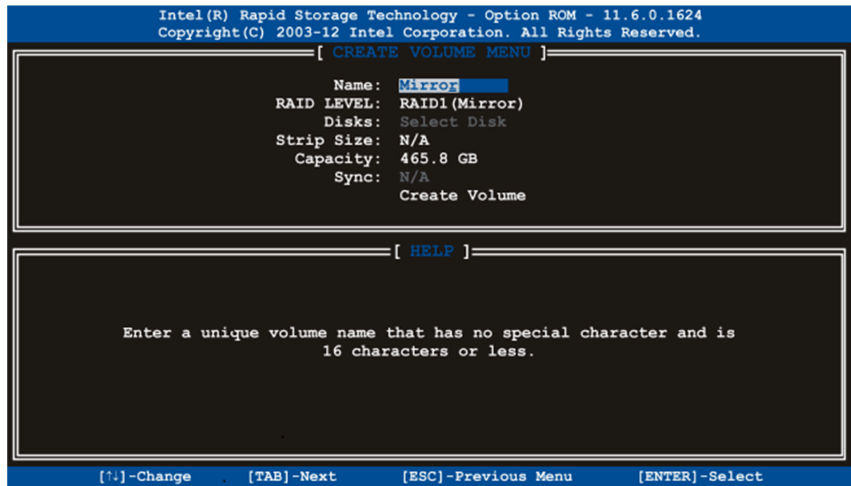 Intel(R) Rapid Storage Technology - Option ROM - 11.6.0.1624
Copyright(C) 2003-12 Intel Corporation. All Rights Reserved.
[ CREATE VOLUME MENU ]
Name: Mirror
RAID LEVEL: RAID1(Mirror)
Disks: Select Disk
Strip Size: N/A
Capacity: 465.8 GB
Sync: N/A
Create Volume
[ HELP ]
Enter a unique volume name that has no special character and is
16 characters or less.
[↑↓]-Change [TAB]-Next [ESC]-Previous Menu [ENTER]-Select